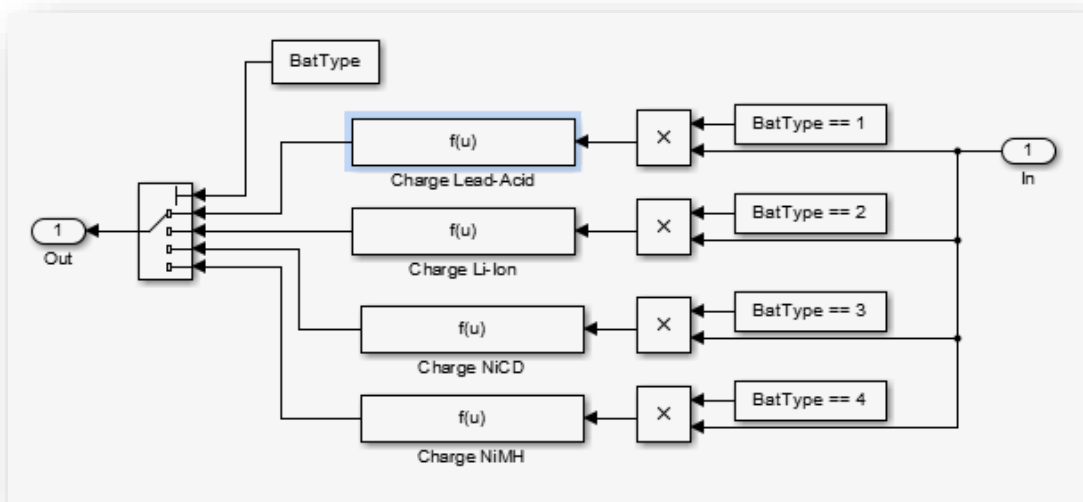 BatType
f(u)
Charge Lead-Acid
×
BatType == 1
1
In
f(u)
Charge Li-Ion
×
BatType == 2
1
Out
f(u)
Charge NiCD
×
BatType == 3
f(u)
Charge NiMH
×
BatType == 4